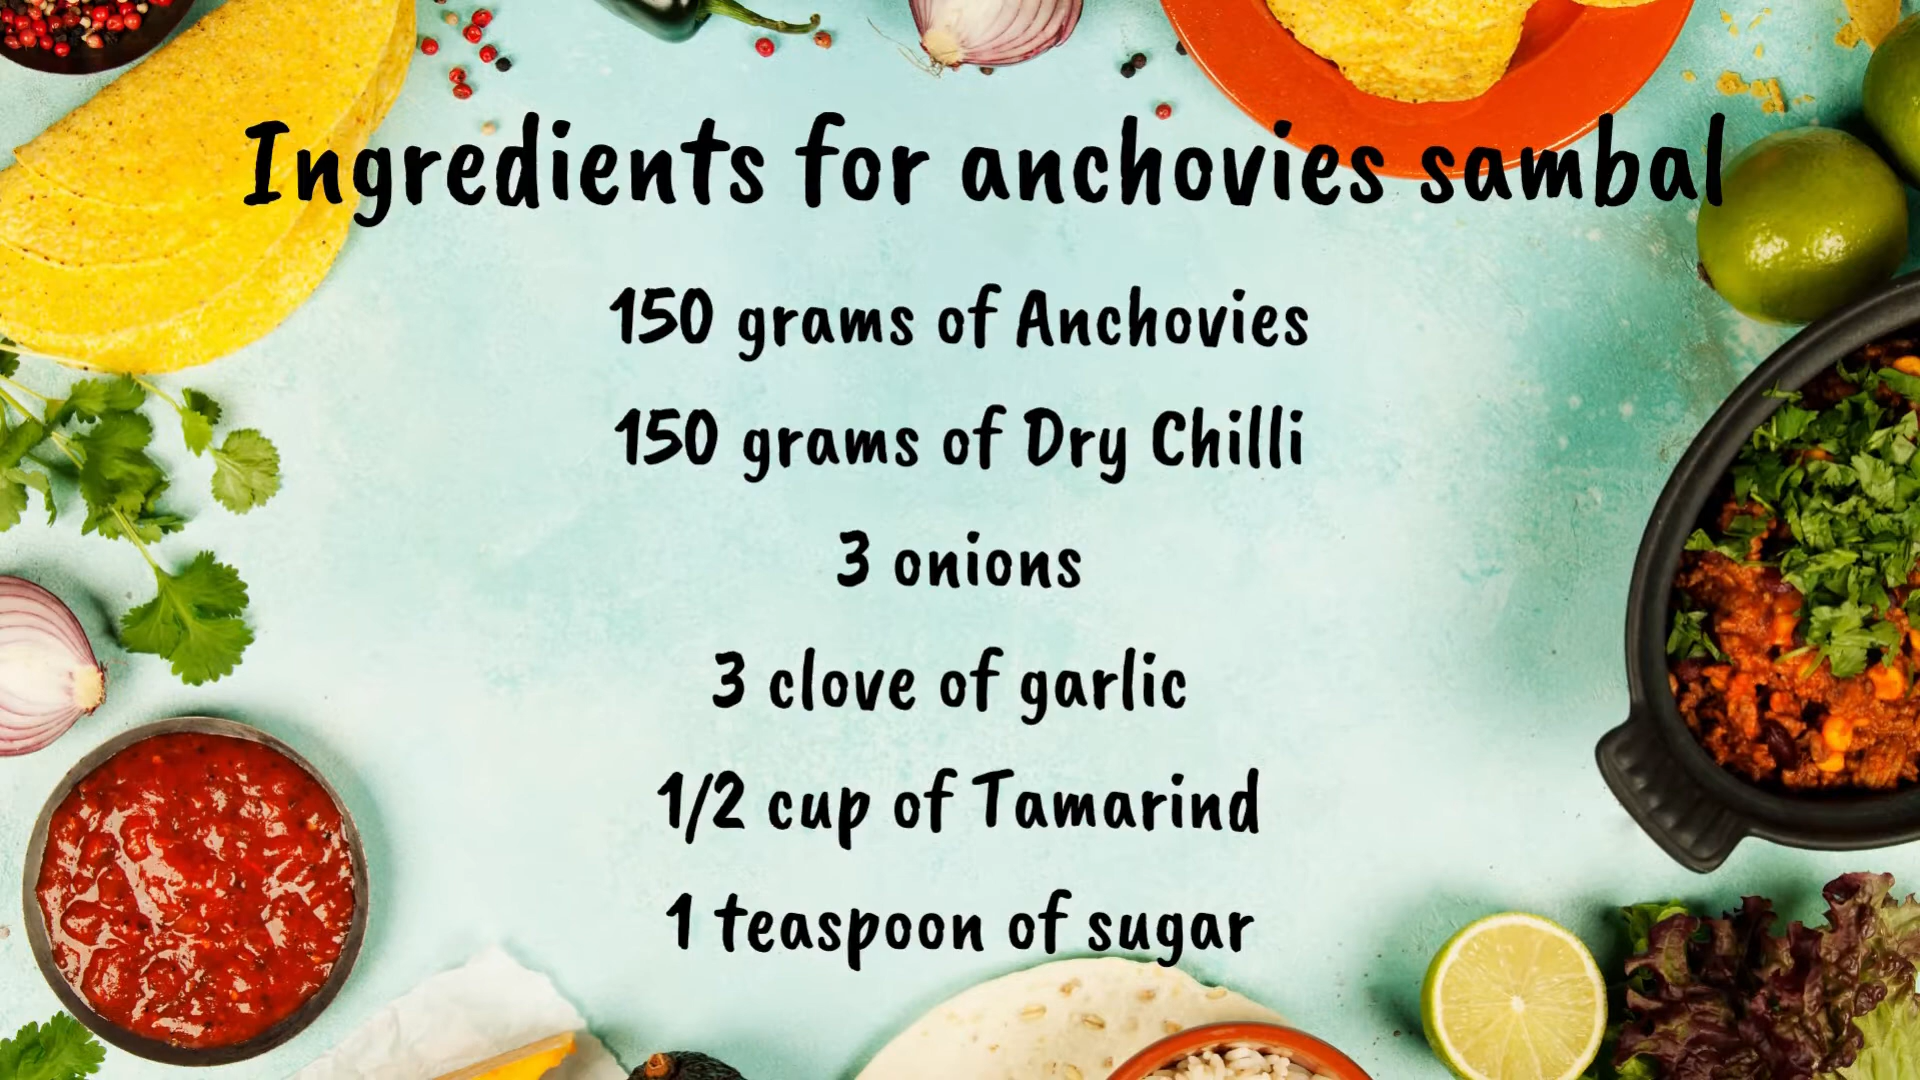 Ingredients for anchovies sambal
150 grams of Anchovies
150 grams of Dry Chilli
3 onions
3 clove of garlic
1/2 cup of Tamarind
1 teaspoon of sugar